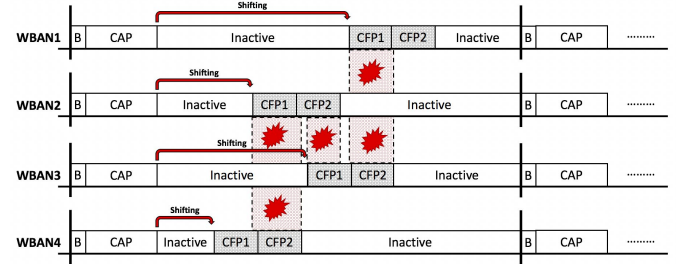 Shifting
WBAN1 B CAP Inactive CFP1 CFP2 Inactive B CAP .........
Shifting
WBAN2 B CAP Inactive CFP1 CFP2 Inactive B CAP .........
Shifting
WBAN3 B CAP Inactive CFP1 CFP2 Inactive B CAP .........
Shifting
WBAN4 B CAP Inactive CFP1 CFP2 Inactive B CAP .........